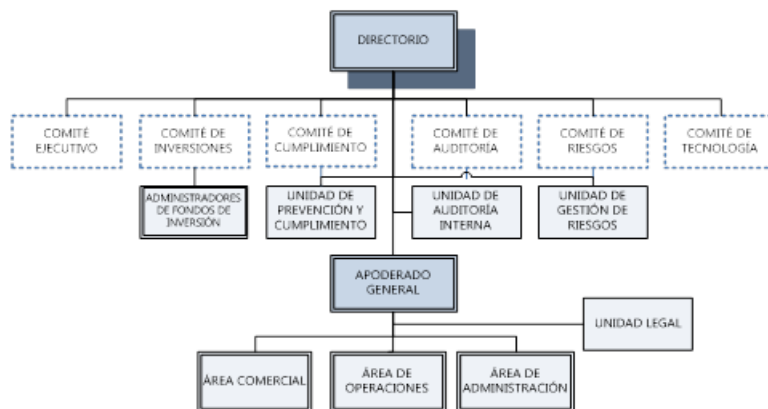 DIRECTORIO
COMITÉ
EJECUTIVO
COMITÉ DE
INVERSIONES
COMITÉ DE
CUMPLIMIENTO
COMITÉ DE
AUDITORÍA
COMITÉ DE
RIESGOS
COMITÉ DE
TECNOLOGÍA
ADMINISTRADORES
DE FONDOS DE
INVERSIÓN
UNIDAD DE
PREVENCIÓN Y
CUMPLIMIENTO
UNIDAD DE
AUDITORÍA
INTERNA
UNIDAD DE
GESTIÓN DE
RIESGOS
APODERADO
GENERAL
UNIDAD LEGAL
ÁREA COMERCIAL
ÁREA DE
OPERACIONES
ÁREA DE
ADMINISTRACIÓN